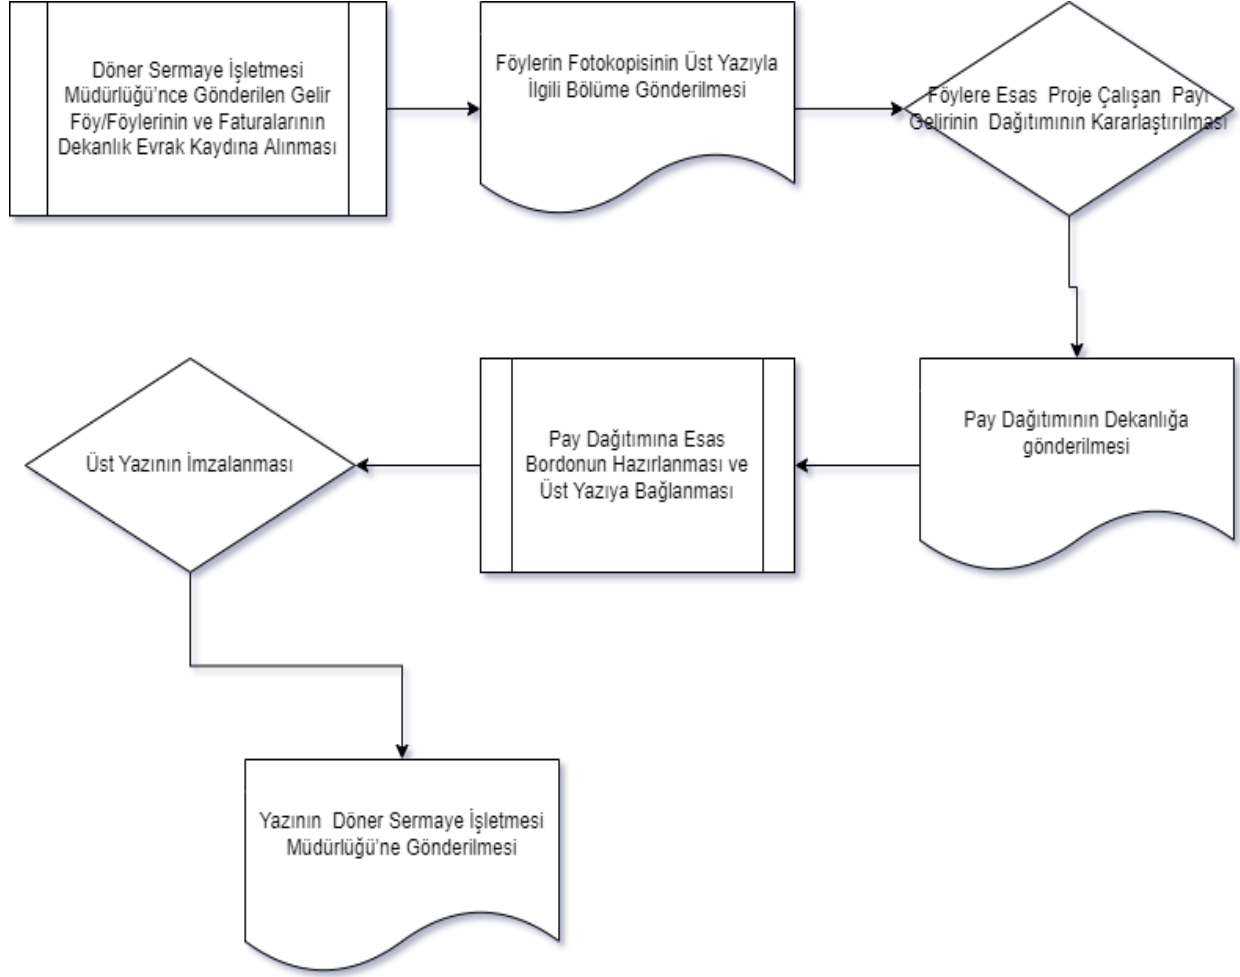 Döner Sermaye İşletmesi
Müdürlüğü'nce Gönderilen Gelir
Föy/Föylerinin ve Faturalarının
Dekanlık Evrak Kaydına Alınması
Föylerin Fotokopisinin Üst Yazıyla
İlgili Bölüme Gönderilmesi
Föylere Esas Proje Çalışan Payı
Gelirinin Dağıtımının Kararlaştırılması
Pay Dağıtımının Dekanlığa
gönderilmesi
Pay Dağıtımına Esas
Bordonun Hazırlanması ve
Üst Yazıya Bağlanması
Üst Yazının İmzalanması
Yazının Döner Sermaye İşletmesi
Müdürlüğü'ne Gönderilmesi